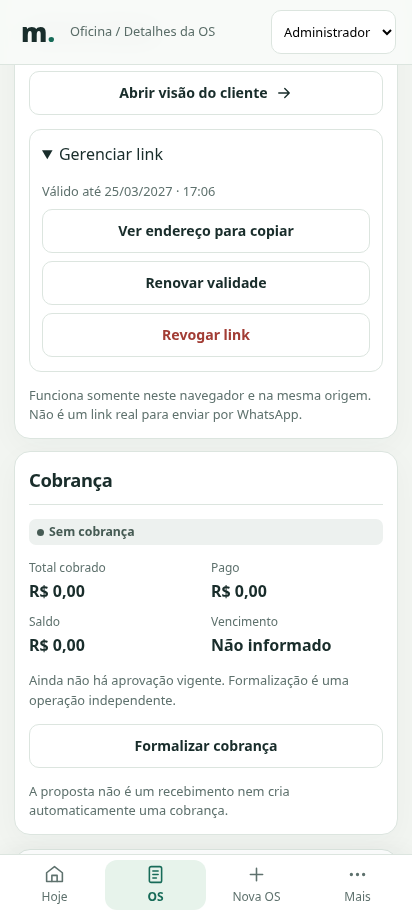 m. Oficina / Detalhes da OS Administrador
Abrir visão do cliente →
▼ Gerenciar link
Válido até 25/03/2027 · 17:06
Ver endereço para copiar
Renovar validade
Revogar link
Funciona somente neste navegador e na mesma origem.
Não é um link real para enviar por WhatsApp.
Cobrança
Sem cobrança
Total cobrado Pago
R$ 0,00 R$ 0,00
Saldo Vencimento
R$ 0,00 Não informado
Ainda não há aprovação vigente. Formalização é uma
operação independente.
Formalizar cobrança
A proposta não é um recebimento nem cria
automaticamente uma cobrança.
Hoje OS Nova OS Mais